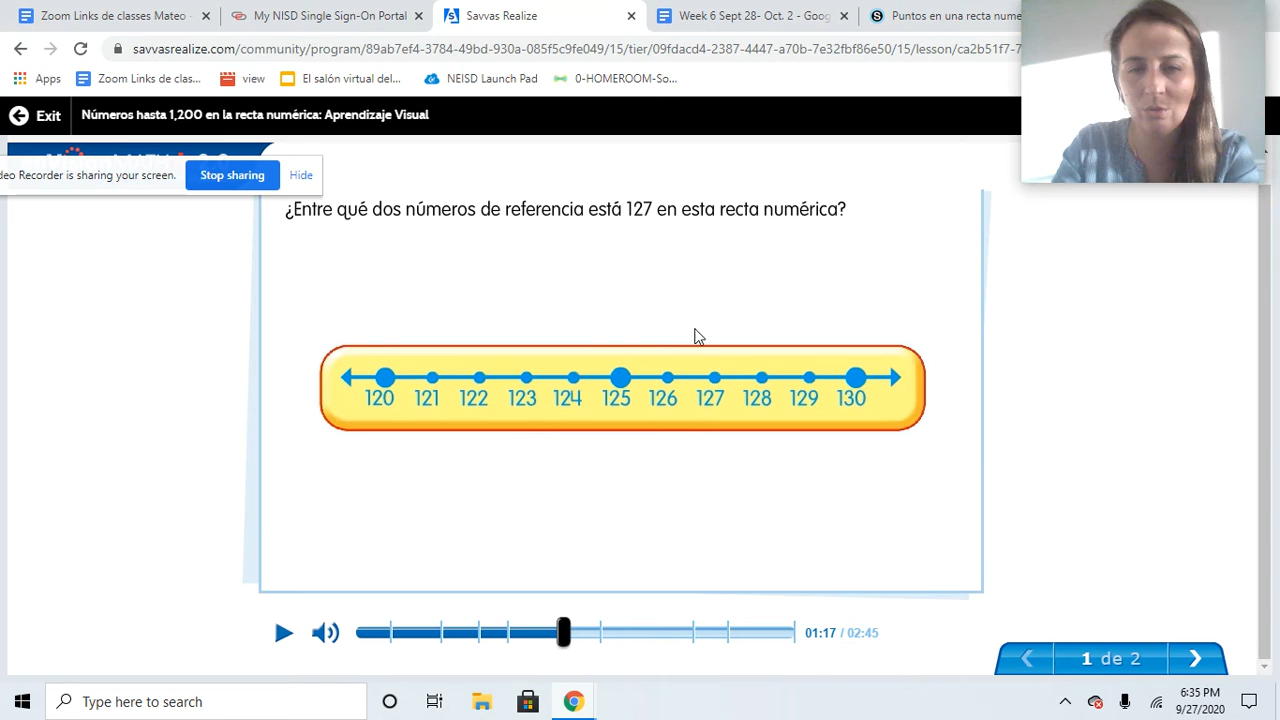 Zoom Links de classes Mateo
My NISD Single Sign-On Portal
Savvas Realize
Week 6 Sept 28- Oct. 2 - Goog
Puntos en una recta nume
savvasrealize.com/community/program/89ab7ef4-3784-49bd-930a-085f5c9fe049/15/tier/09fdacd4-2387-4447-a70b-7e32fbf86e50/15/lesson/ca2b51f7-7
Apps
Zoom Links de clas...
view
El salón virtual del...
NEISD Launch Pad
0-HOMEROOM-So...
Exit
Números hasta 1,200 en la recta numérica: Aprendizaje Visual
deo Recorder is sharing your screen.
Stop sharing
Hide
¿Entre qué dos números de referencia está 127 en esta recta numérica?
120 121 122 123 124 125 126 127 128 129 130
01:17 / 02:45
1 de 2
Type here to search
6:35 PM
9/27/2020